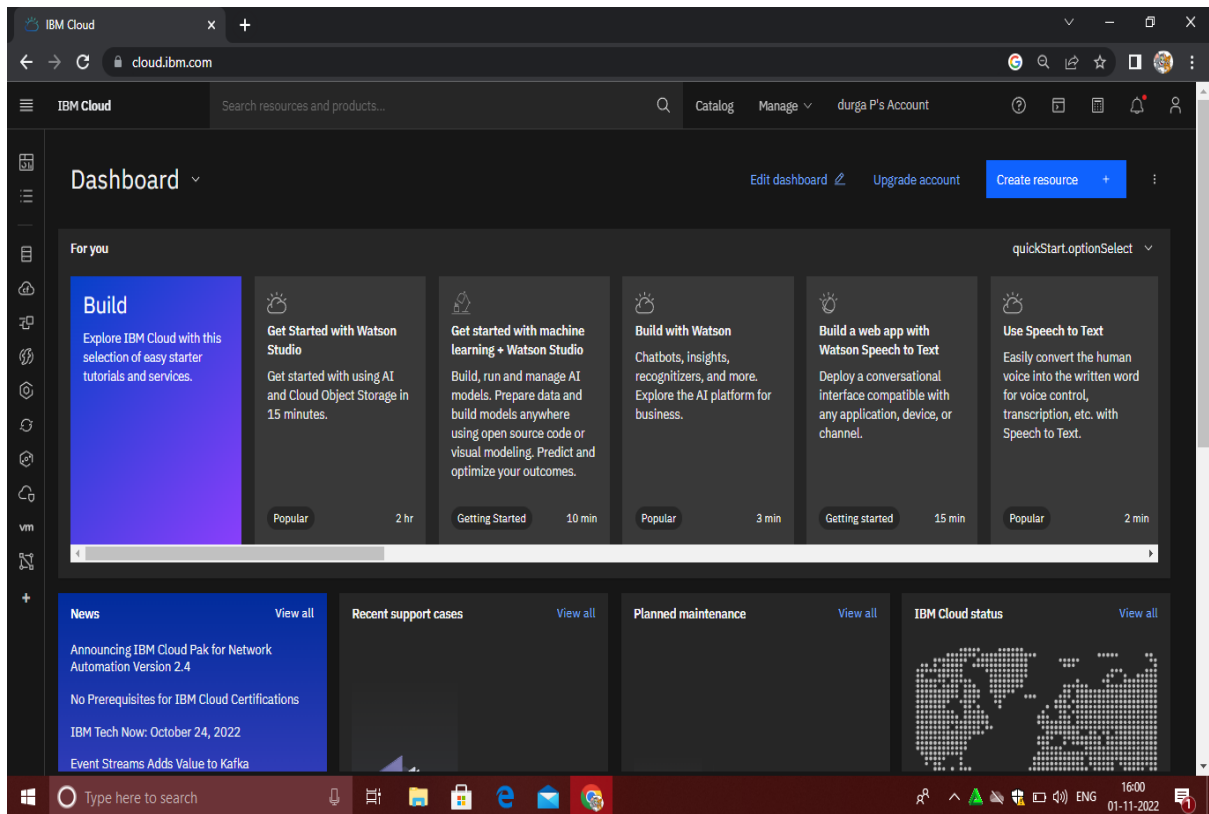 IBM Cloud
cloud.ibm.com
IBM Cloud
Search resources and products...
Catalog
Manage
durga P's Account
Dashboard
Edit dashboard
Upgrade account
Create resource +
For you
quickStart.optionSelect
Build
Explore IBM Cloud with this
selection of easy starter
tutorials and services.
Get Started with Watson
Studio
Get started with using AI
and Cloud Object Storage in
15 minutes.
Popular
2 hr
Get started with machine
learning + Watson Studio
Build, run and manage AI
models. Prepare data and
build models anywhere
using open source code or
visual modeling. Predict and
optimize your outcomes.
Getting Started
10 min
Build with Watson
Chatbots, insights,
recognitizers, and more.
Explore the AI platform for
business.
Popular
3 min
Build a web app with
Watson Speech to Text
Deploy a conversational
interface compatible with
any application, device, or
channel.
Getting started
15 min
Use Speech to Text
Easily convert the human
voice into the written word
for voice control,
transcription, etc. with
Speech to Text.
Popular
2 min
vm
News
View all
Announcing IBM Cloud Pak for Network
Automation Version 2.4
No Prerequisites for IBM Cloud Certifications
IBM Tech Now: October 24, 2022
Event Streams Adds Value to Kafka
Recent support cases
View all
Planned maintenance
View all
IBM Cloud status
View all
Type here to search
ENG
16:00
01-11-2022
1